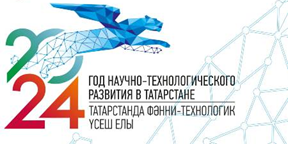 2024
ГОД НАУЧНО-ТЕХНОЛОГИЧЕСКОГО
РАЗВИТИЯ В ТАТАРСТАНЕ
ТАТАРСТАНДА ФӘННИ-ТЕХНОЛОГИК
ҮСЕШ ЕЛЫ